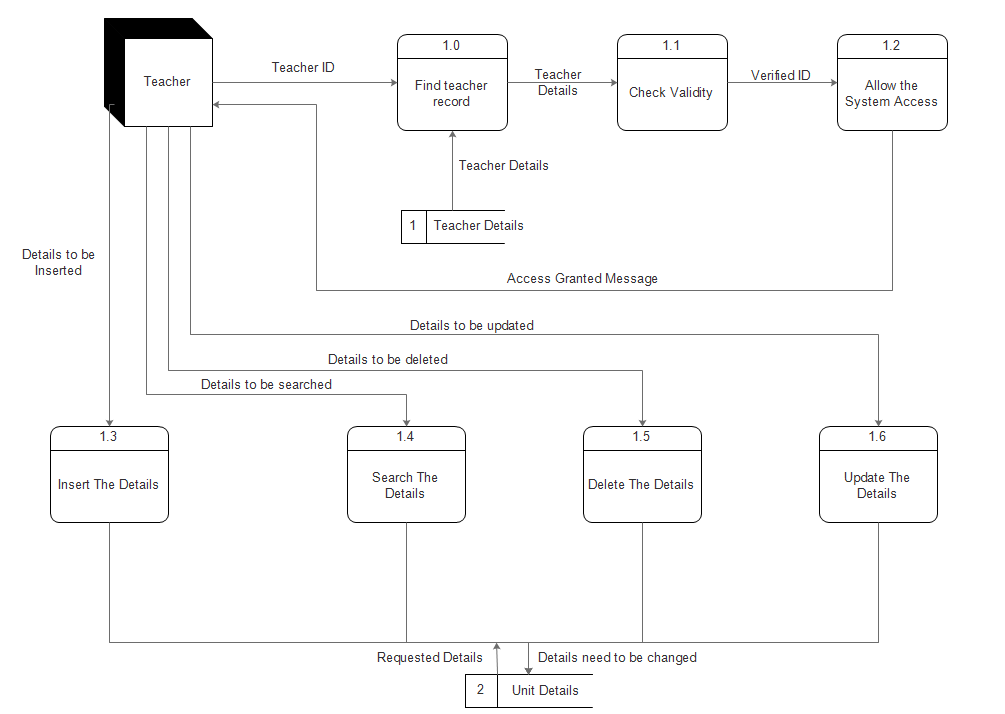 1.0
1.1
1.2
Teacher
Teacher ID
Find teacher
record
Teacher
Details
Check Validity
Verified ID
Allow the
System Access
Teacher Details
1
Teacher Details
Details to be
Inserted
Access Granted Message
Details to be updated
Details to be deleted
Details to be searched
1.3
1.4
1.5
1.6
Insert The Details
Search The
Details
Delete The Details
Update The
Details
Requested Details
Details need to be changed
2
Unit Details